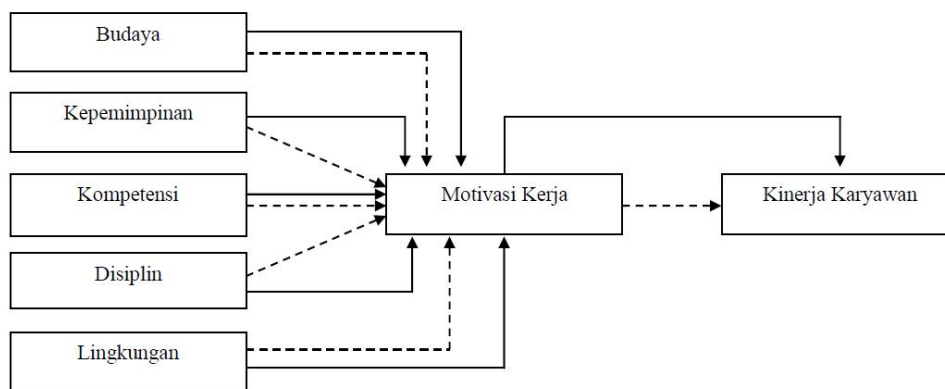 Budaya
Kepemimpinan
Kompetensi
Motivasi Kerja
Kinerja Karyawan
Disiplin
Lingkungan